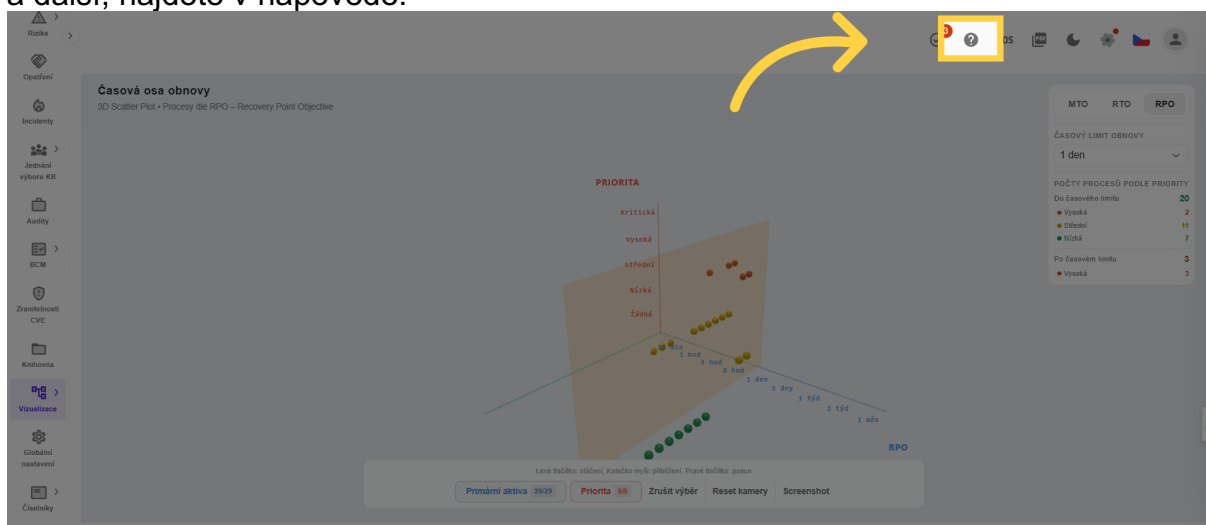 a další, najdete v nápovědě.
Rizika
Opatření
Incidenty
Jednání
výboru KB
Audity
BCM
Zranitelnosti
CVE
Knihovna
Vizualizace
Globální
nastavení
Číselníky
3
PDF
Časová osa obnovy
3D Scatter Plot • Procesy dle RPO – Recovery Point Objective
MTO RTO RPO
ČASOVÝ LIMIT OBNOVY
1 den
POČTY PROCESŮ PODLE PRIORITY
Do časového limitu 20
Vysoká 2
Střední 11
Nízká 7
Po časovém limitu 3
Vysoká 3
PRIORITA
Kritická
Vysoká
Střední
Nízká
Žádná
1 hod
4 hod
8 hod
1 den
2 dny
1 týd
2 týd
1 měs
RPO
Levé tlačítko: otáčení, Kolečko myši: přiblížení, Pravé tlačítko: posun
Primární aktiva 29/29 Priorita 5/5 Zrušit výběr Reset kamery Screenshot